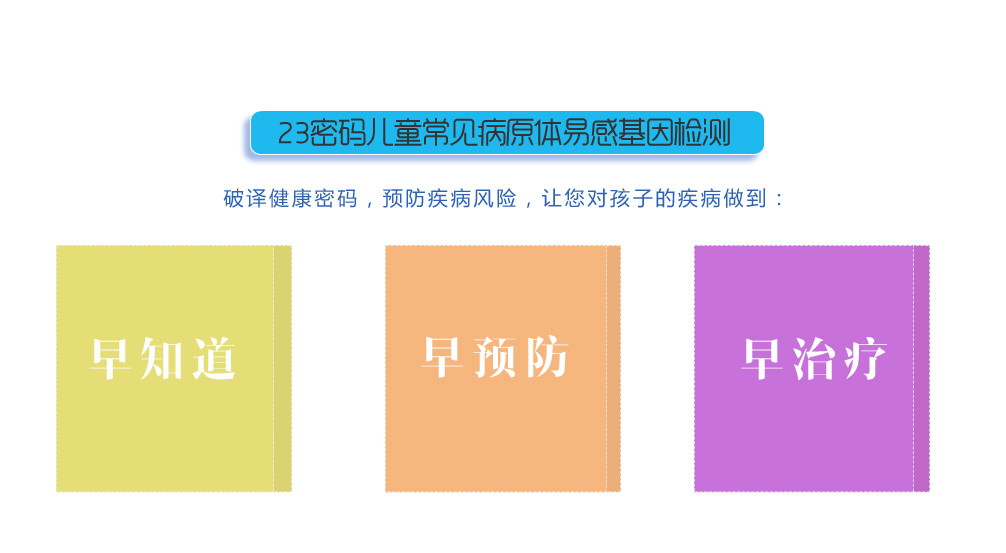 23密码儿童常见病原体易感基因检测
破译健康密码，预防疾病风险，让您对孩子的疾病做到：
早知道
早预防
早治疗